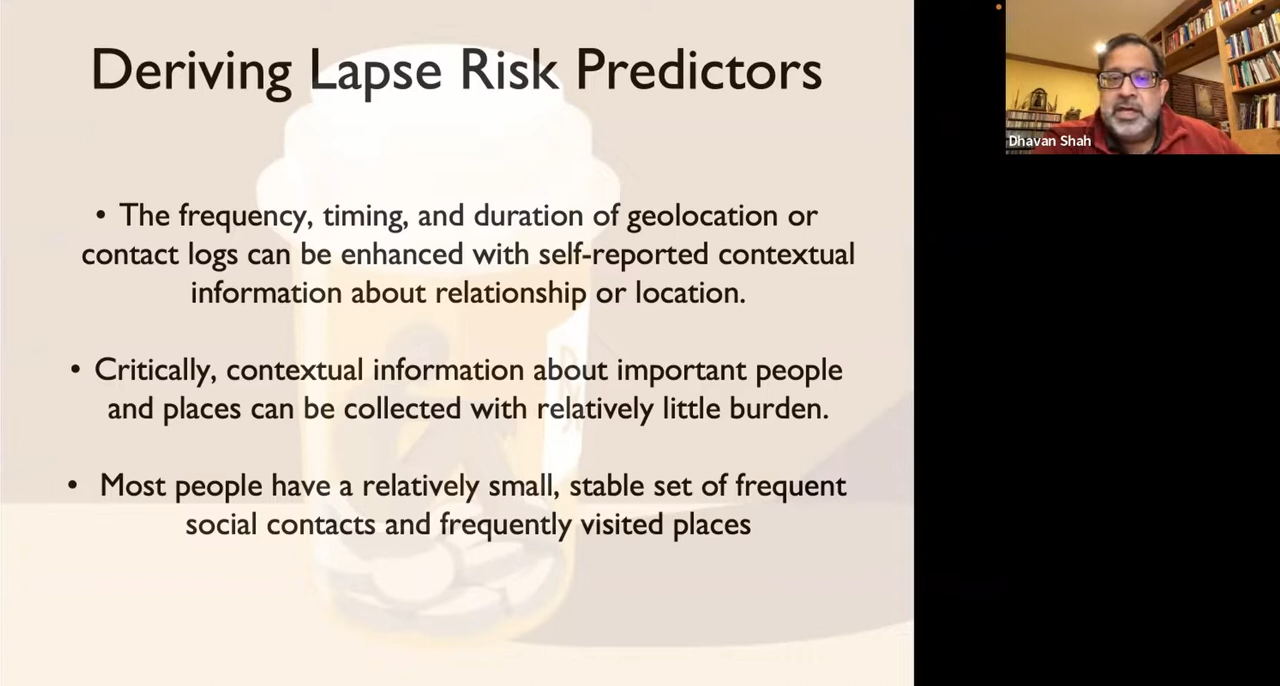 Deriving Lapse Risk Predictors
• The frequency, timing, and duration of geolocation or
contact logs can be enhanced with self-reported contextual
information about relationship or location.
• Critically, contextual information about important people
and places can be collected with relatively little burden.
• Most people have a relatively small, stable set of frequent
social contacts and frequently visited places
Dhavan Shah